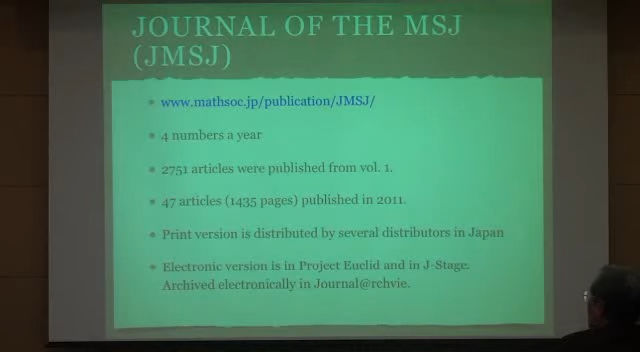 JOURNAL OF THE MSJ
(JMSJ)
www.mathsoc.jp/publication/JMSJ/
4 numbers a year
2751 articles were published from vol. 1.
47 articles (1435 pages) published in 2011.
Print version is distributed by several distributors in Japan
Electronic version is in Project Euclid and in J-Stage.
Archived electronically in Journal@rchvie.